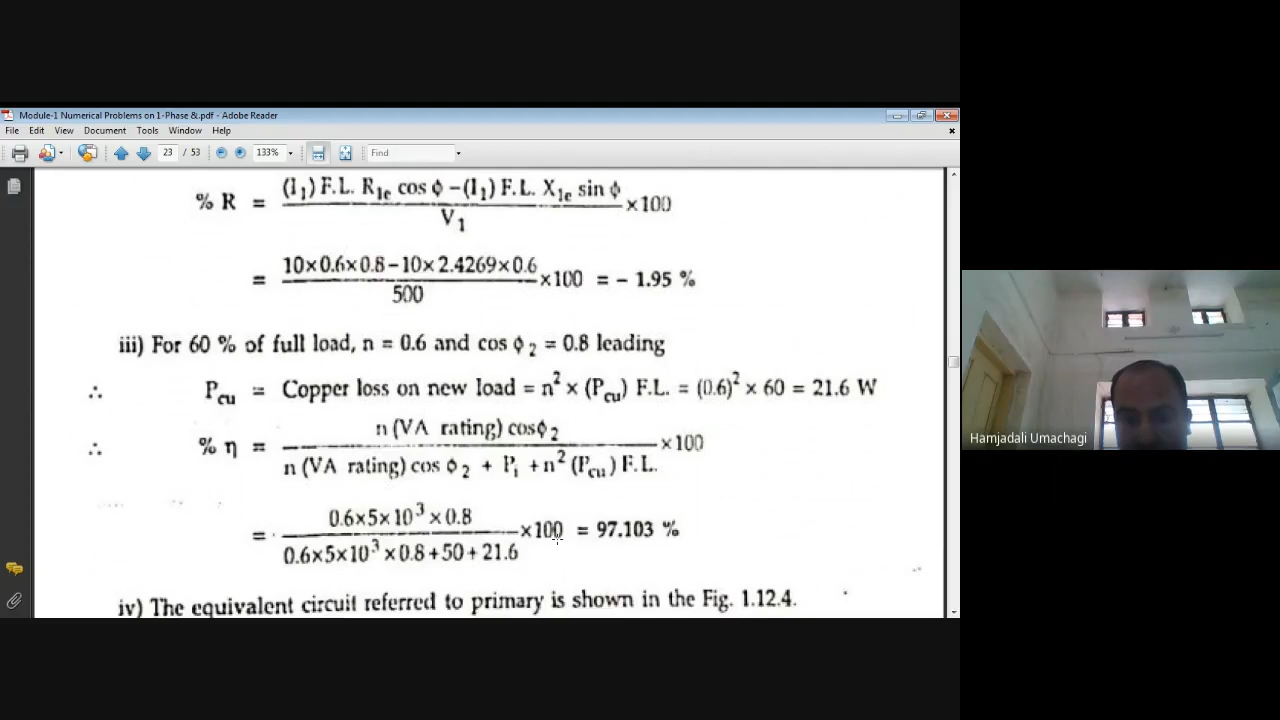 Module-1 Numerical Problems on 1-Phase &.pdf - Adobe Reader
File Edit View Document Tools Window Help
23 / 53 133% Find
% R = (I₁) F.L. R₁ₑ cos ϕ – (I₁) F.L. X₁ₑ sin ϕ / V₁ ×100
= 10×0.6×0.8 – 10×2.4269×0.6 / 500 ×100 = – 1.95 %
iii) For 60 % of full load, n = 0.6 and cos ϕ₂ = 0.8 leading
∴ P_cu = Copper loss on new load = n² × (P_cu) F.L. = (0.6)² × 60 = 21.6 W
∴ % η = n (VA rating) cosϕ₂ / n (VA rating) cos ϕ₂ + Pᵢ + n² (P_cu) F.L. ×100
= 0.6×5×10³ ×0.8 / 0.6×5×10³ ×0.8+50+21.6 ×100 = 97.103 %
iv) The equivalent circuit referred to primary is shown in the Fig. 1.12.4.
Hamjadali Umachagi